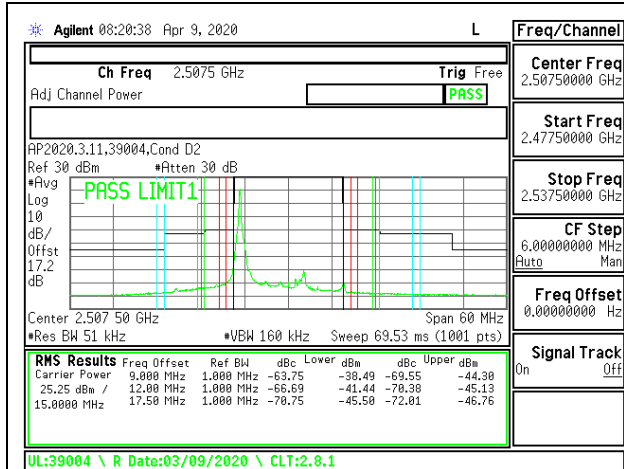 Agilent 08:20:38 Apr 9, 2020 L
Freq/Channel
Ch Freq 2.5075 GHz Trig Free
Adj Channel Power PASS
AP2020.3.11,39004,Cond D2
Ref 30 dBm #Atten 30 dB
#Avg
Log
10
dB/
Offst
17.2
dB
PASS LIMIT1
Center 2.507 50 GHz Span 60 MHz
#Res BW 51 kHz #VBW 160 kHz Sweep 69.53 ms (1001 pts)
RMS Results Freq Offset Ref BW dBc Lower dBm dBc Upper dBm
Carrier Power 9.000 MHz 1.000 MHz -63.75 -38.49 -69.55 -44.30
25.25 dBm / 12.00 MHz 1.000 MHz -66.69 -41.44 -70.38 -45.13
15.0000 MHz 17.50 MHz 1.000 MHz -70.75 -45.50 -72.01 -46.76
UL:39004 \ R Date:03/09/2020 \ CLT:2.8.1
Center Freq
2.50750000 GHz
Start Freq
2.47750000 GHz
Stop Freq
2.53750000 GHz
CF Step
6.00000000 MHz
Auto Man
Freq Offset
0.00000000 Hz
Signal Track
On Off